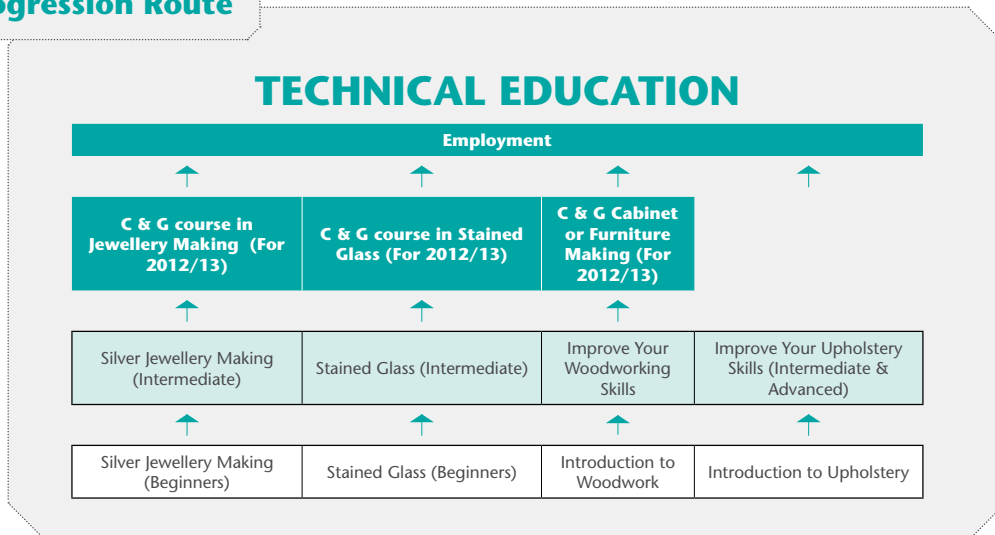 ogression Route
TECHNICAL EDUCATION
Employment
C & G course in
Jewellery Making (For
2012/13)
C & G course in Stained
Glass (For 2012/13)
C & G Cabinet
or Furniture
Making (For
2012/13)
Silver Jewellery Making
(Intermediate)
Stained Glass (Intermediate)
Improve Your
Woodworking
Skills
Improve Your Upholstery
Skills (Intermediate &
Advanced)
Silver Jewellery Making
(Beginners)
Stained Glass (Beginners)
Introduction to
Woodwork
Introduction to Upholstery